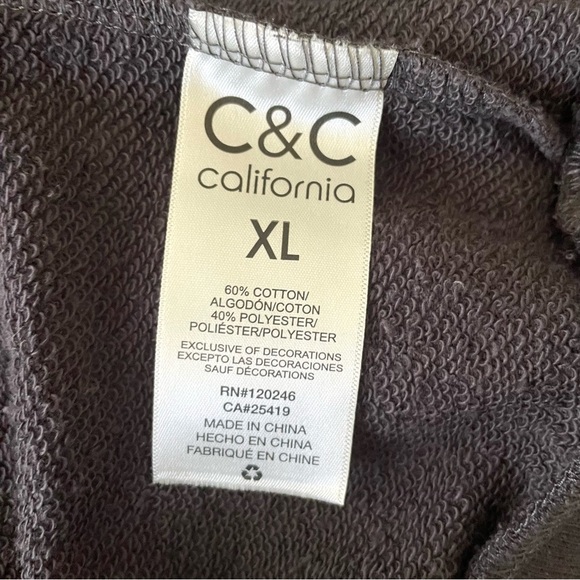 C&C
california
XL
60% COTTON/
ALGODÓN/COTON
40% POLYESTER/
POLIÉSTER/POLYESTER
EXCLUSIVE OF DECORATIONS
EXCEPTO LAS DECORACIONES
SAUF DÉCORATIONS
RN#120246
CA#25419
MADE IN CHINA
HECHO EN CHINA
FABRIQUÉ EN CHINE